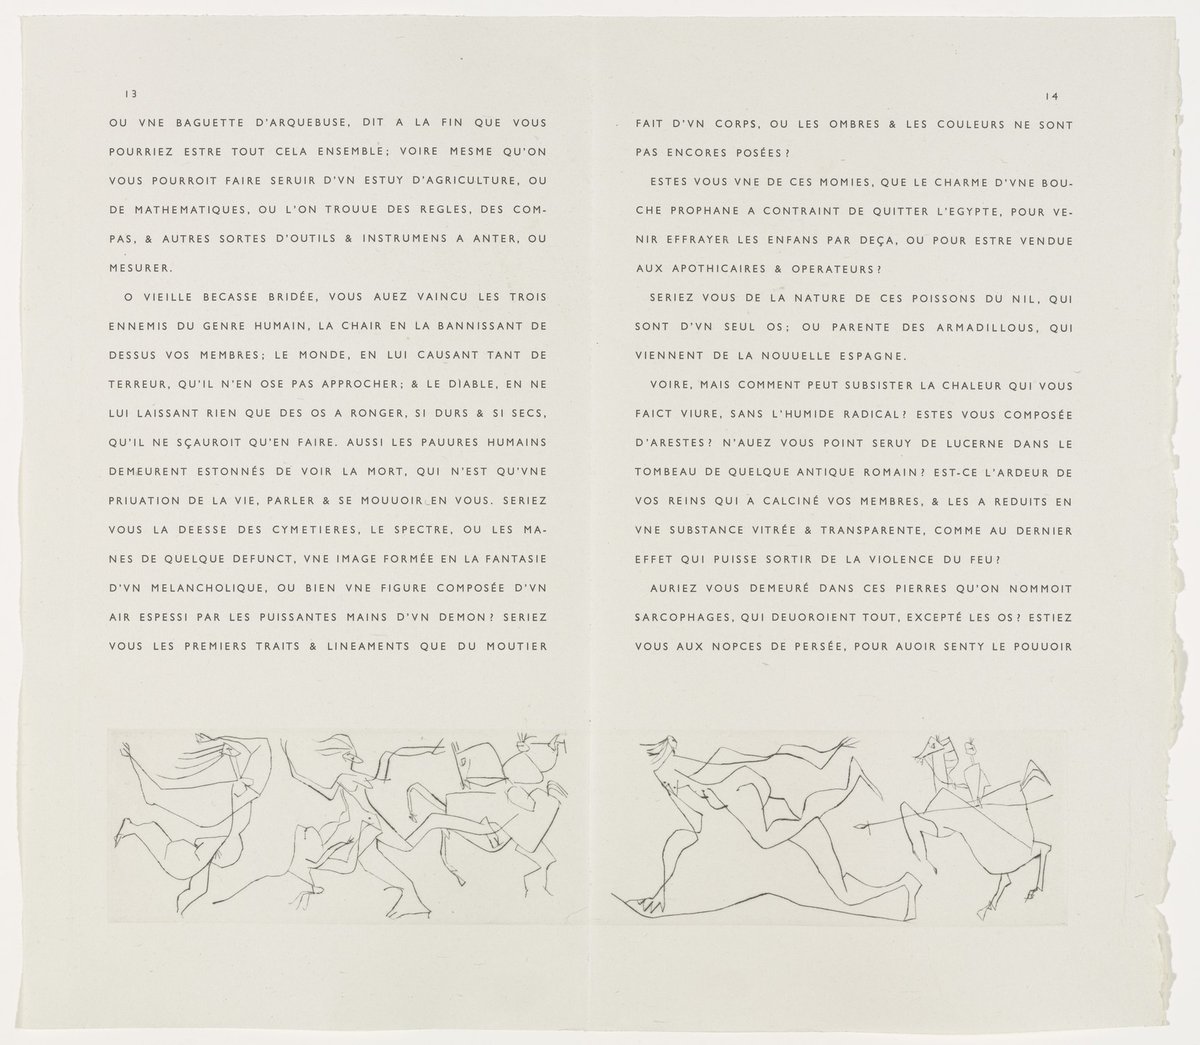 13
OU VNE BAGUETTE D'ARQUEBUSE, DIT A LA FIN QUE VOUS
POURRIEZ ESTRE TOUT CELA ENSEMBLE; VOIRE MESME QU'ON
VOUS POURROIT FAIRE SERUIR D'VN ESTUY D'AGRICULTURE, OU
DE MATHEMATIQUES, OU L'ON TROUUE DES REGLES, DES COM-
PAS, & AUTRES SORTES D'OUTILS & INSTRUMENS A ANTER, OU
MESURER.
O VIEILLE BECASSE BRIDÉE, VOUS AUEZ VAINCU LES TROIS
ENNEMIS DU GENRE HUMAIN, LA CHAIR EN LA BANNISSANT DE
DESSUS VOS MEMBRES; LE MONDE, EN LUI CAUSANT TANT DE
TERREUR, QU'IL N'EN OSE PAS APPROCHER; & LE DIABLE, EN NE
LUI LAISSANT RIEN QUE DES OS A RONGER, SI DURS & SI SECS,
QU'IL NE SÇAUROIT QU'EN FAIRE. AUSSI LES PAUURES HUMAINS
DEMEURENT ESTONNÉS DE VOIR LA MORT, QUI N'EST QU'VNE
PRIUATION DE LA VIE, PARLER & SE MOUUOIR EN VOUS. SERIEZ
VOUS LA DEESSE DES CYMETIERES, LE SPECTRE, OU LES MA-
NES DE QUELQUE DEFUNCT, VNE IMAGE FORMÉE EN LA FANTASIE
D'VN MELANCHOLIQUE, OU BIEN VNE FIGURE COMPOSÉE D'VN
AIR ESPESSI PAR LES PUISSANTES MAINS D'VN DEMON? SERIEZ
VOUS LES PREMIERS TRAITS & LINEAMENTS QUE DU MOUTIER
14
FAIT D'VN CORPS, OU LES OMBRES & LES COULEURS NE SONT
PAS ENCORES POSÉES?
ESTES VOUS VNE DE CES MOMIES, QUE LE CHARME D'VNE BOU-
CHE PROPHANE A CONTRAINT DE QUITTER L'EGYPTE, POUR VE-
NIR EFFRAYER LES ENFANS PAR DEÇA, OU POUR ESTRE VENDUE
AUX APOTHICAIRES & OPERATEURS?
SERIEZ VOUS DE LA NATURE DE CES POISSONS DU NIL, QUI
SONT D'VN SEUL OS; OU PARENTE DES ARMADILLOUS, QUI
VIENNENT DE LA NOUUELLE ESPAGNE.
VOIRE, MAIS COMMENT PEUT SUBSISTER LA CHALEUR QUI VOUS
FAICT VIURE, SANS L'HUMIDE RADICAL? ESTES VOUS COMPOSÉE
D'ARESTES? N'AUEZ VOUS POINT SERUY DE LUCERNE DANS LE
TOMBEAU DE QUELQUE ANTIQUE ROMAIN? EST-CE L'ARDEUR DE
VOS REINS QUI A CALCINÉ VOS MEMBRES, & LES A REDUITS EN
VNE SUBSTANCE VITRÉE & TRANSPARENTE, COMME AU DERNIER
EFFET QUI PUISSE SORTIR DE LA VIOLENCE DU FEU?
AURIEZ VOUS DEMEURÉ DANS CES PIERRES QU'ON NOMMOIT
SARCOPHAGES, QUI DEUOROIENT TOUT, EXCEPTÉ LES OS? ESTIEZ
VOUS AUX NOPCES DE PERSÉE, POUR AUOIR SENTY LE POUUOIR